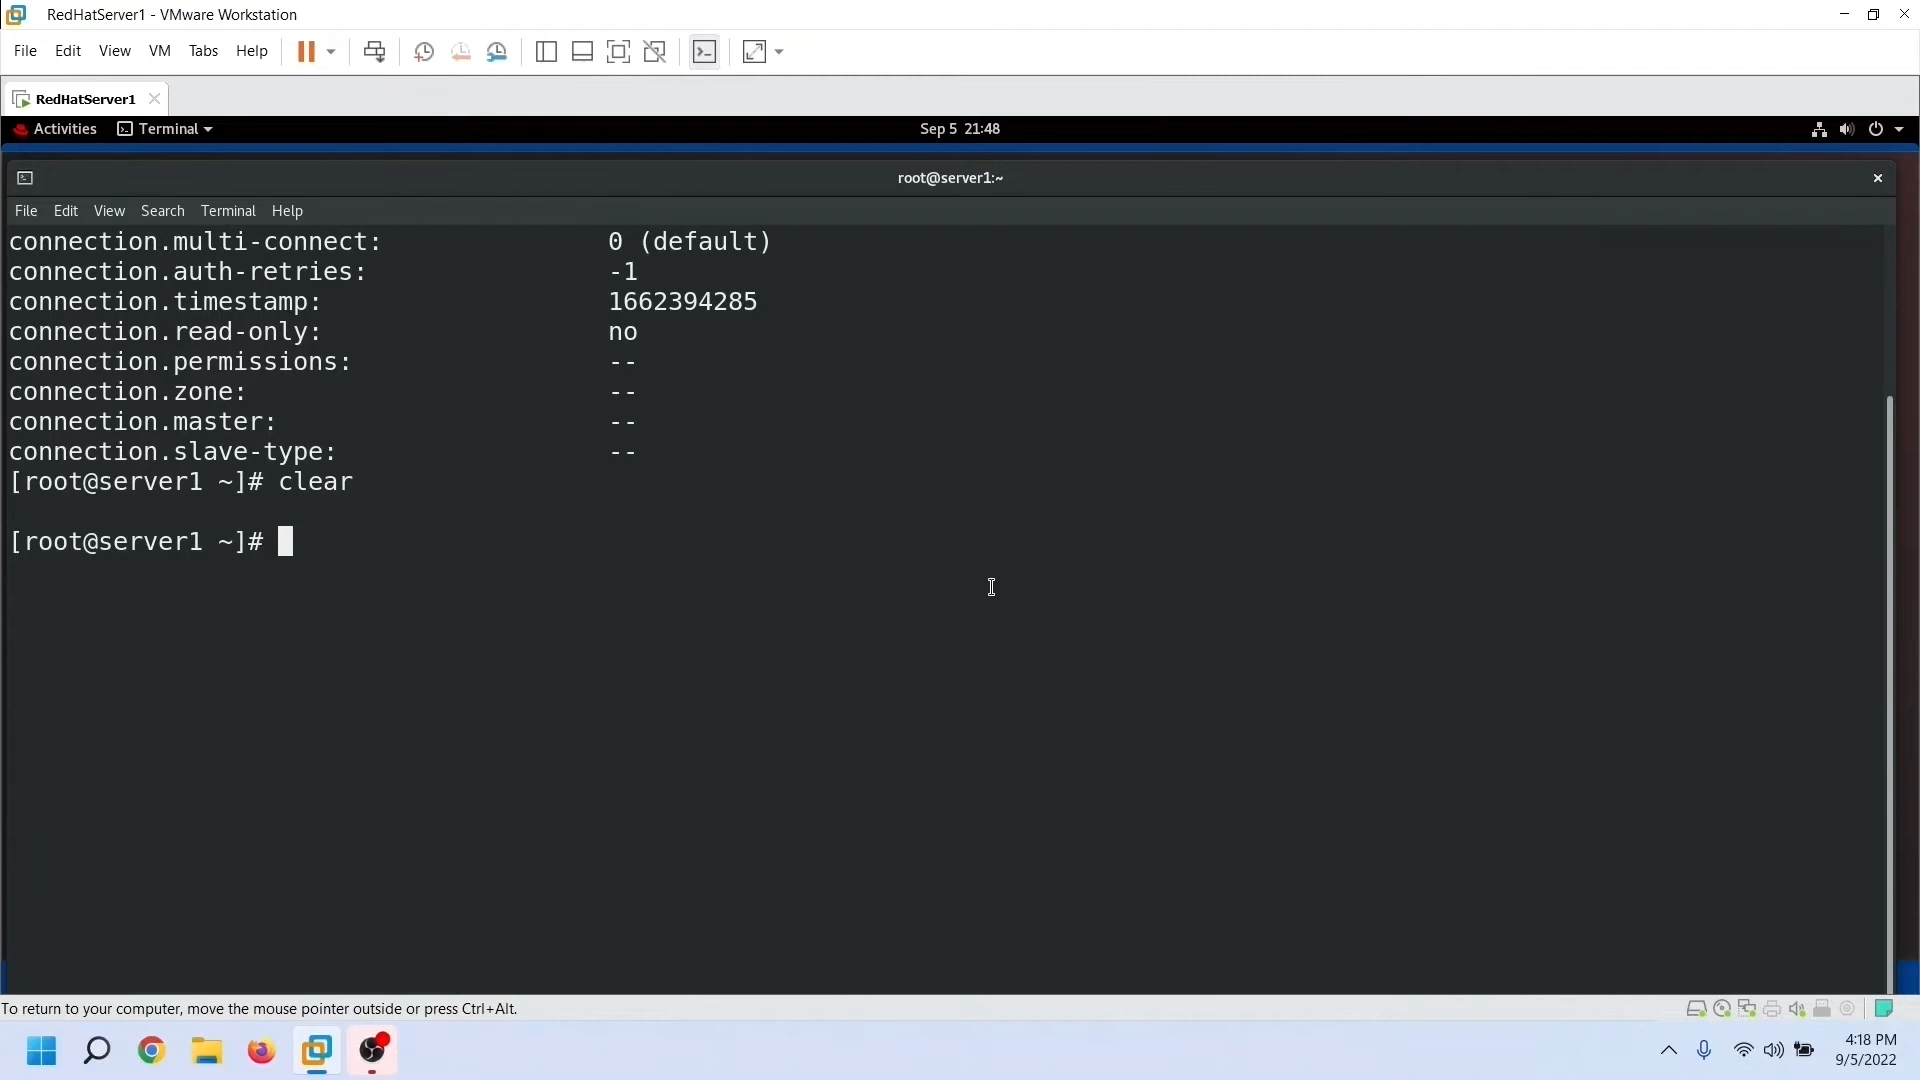 RedHatServer1 - VMware Workstation
File Edit View VM Tabs Help
RedHatServer1
Activities Terminal Sep 5 21:48
root@server1:~
File Edit View Search Terminal Help
connection.multi-connect: 0 (default)
connection.auth-retries: -1
connection.timestamp: 1662394285
connection.read-only: no
connection.permissions: --
connection.zone: --
connection.master: --
connection.slave-type: --
[root@server1 ~]# clear
[root@server1 ~]#
To return to your computer, move the mouse pointer outside or press Ctrl+Alt.
4:18 PM
9/5/2022